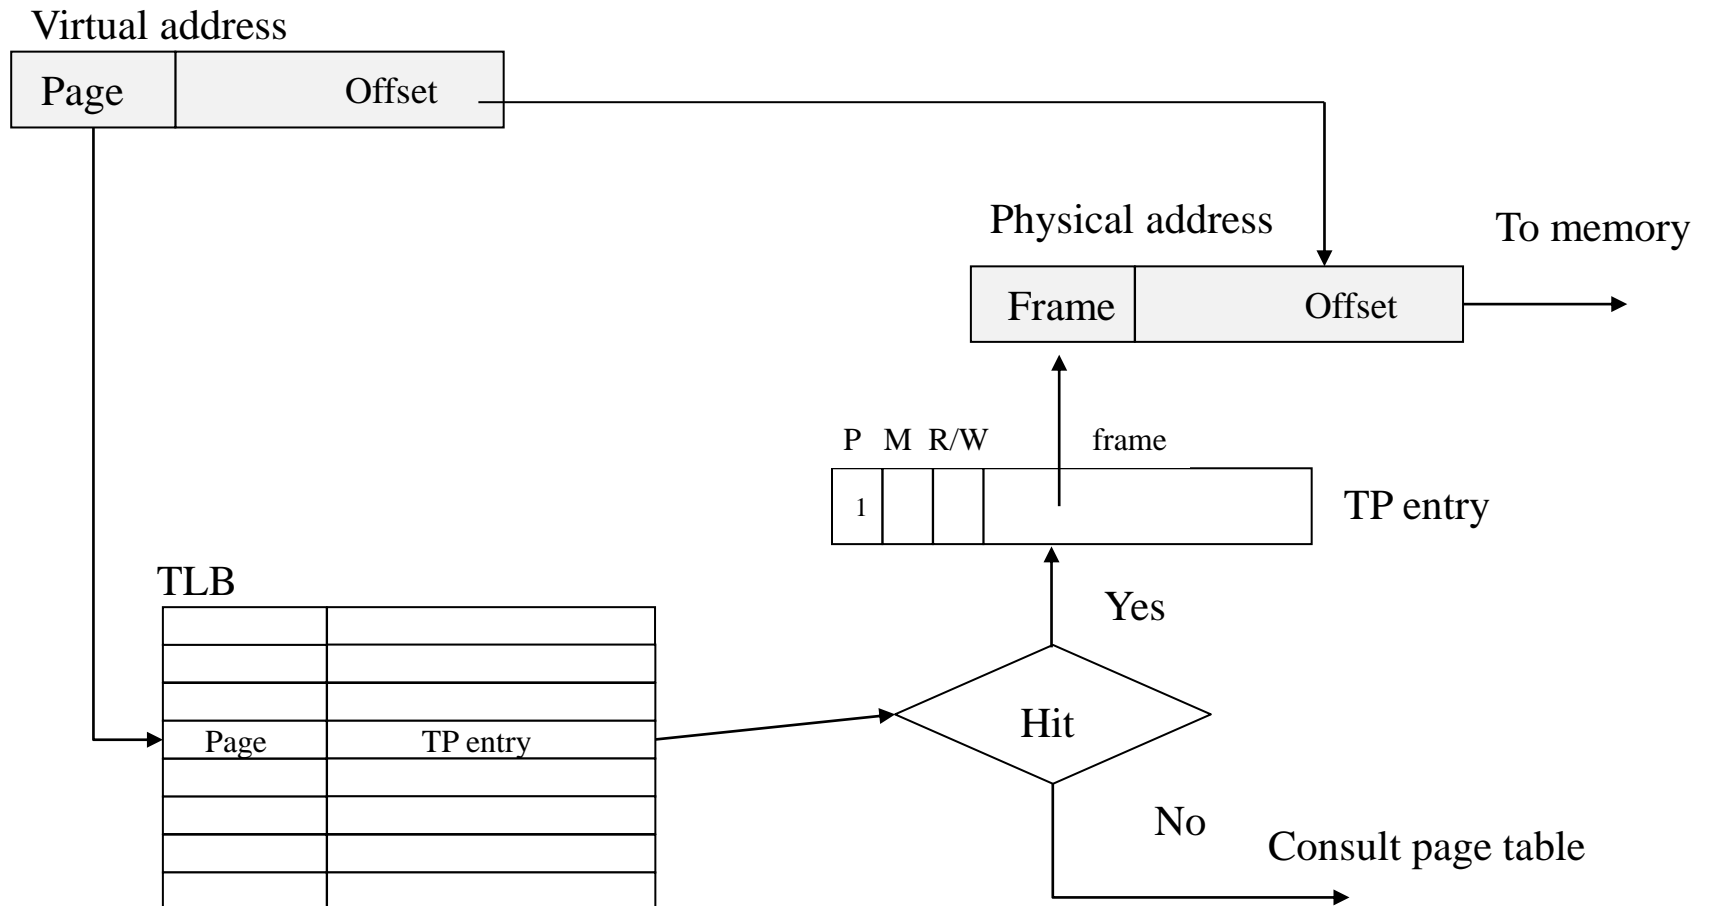 Virtual address
Page Offset
Physical address
To memory
Frame Offset
P M R/W frame
1
TP entry
TLB
Yes
Page TP entry
Hit
No
Consult page table